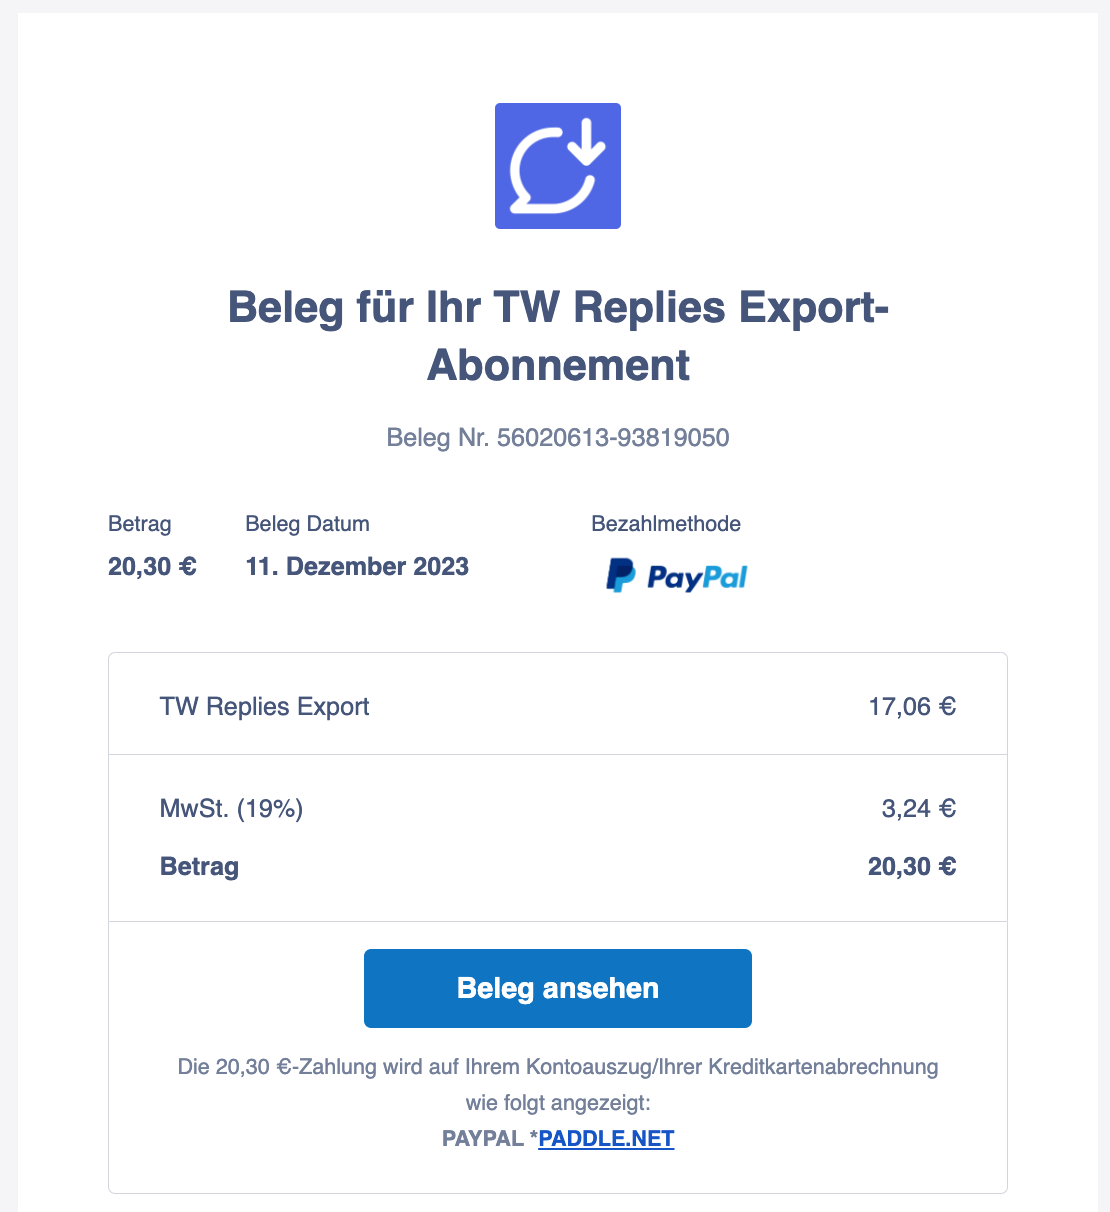 Beleg für Ihr TW Replies Export-
Abonnement
Beleg Nr. 56020613-93819050
Betrag
Beleg Datum
Bezahlmethode
20,30 €
11. Dezember 2023
PayPal
TW Replies Export
17,06 €
MwSt. (19%)
3,24 €
Betrag
20,30 €
Beleg ansehen
Die 20,30 €-Zahlung wird auf Ihrem Kontoauszug/Ihrer Kreditkartenabrechnung
wie folgt angezeigt:
PAYPAL *PADDLE.NET